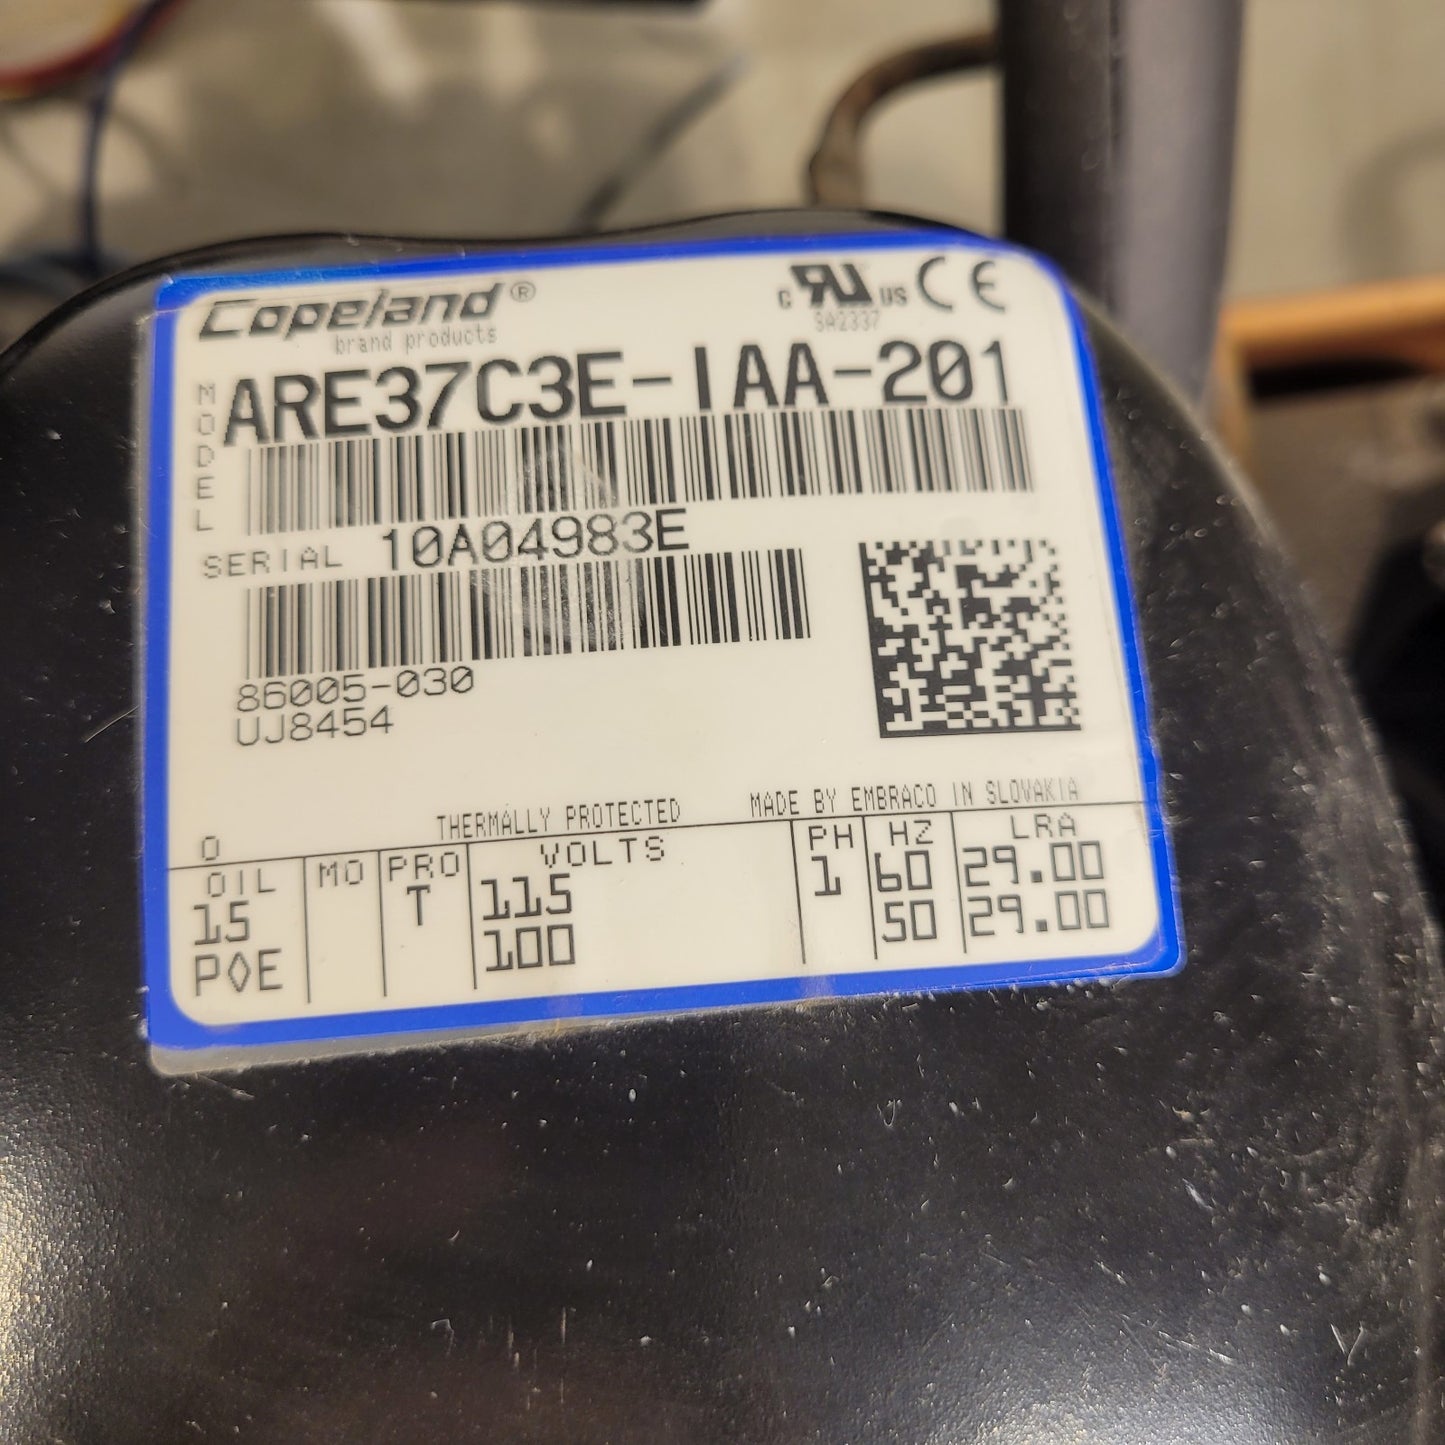 Copeland®
brand products
c RU US CE
SA2337
MODEL ARE37C3E-IAA-201
SERIAL 10A04983E
86005-030
UJ8454
THERMALLY PROTECTED MADE BY EMBRACO IN SLOVAKIA
0
OIL MO PRO VOLTS PH HZ LRA
15 T 115 1 60 29.00
POE 100 50 29.00